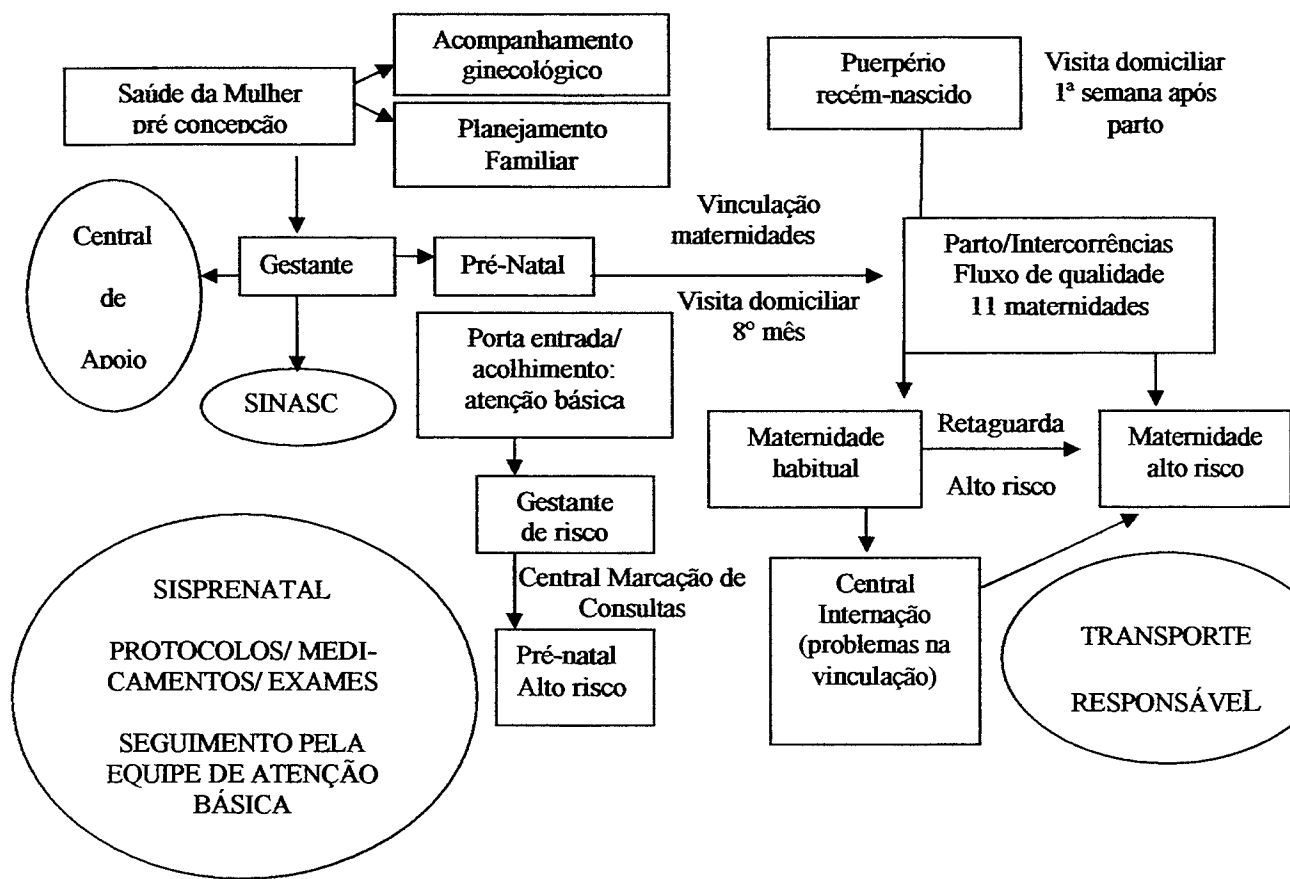 Saúde da Mulher
pré concepção
Acompanhamento
ginecológico
Planejamento
Familiar
Puerpério
recém-nascido
Visita domiciliar
1ª semana após
parto
Central
de
Apoio
Gestante
Pré-Natal
Vinculação
maternidades
Visita domiciliar
8º mês
Parto/Intercorrências
Fluxo de qualidade
11 maternidades
SINASC
Porta entrada/
acolhimento:
atenção básica
Maternidade
habitual
Retaguarda
Alto risco
Maternidade
alto risco
Gestante
de risco
Central Marcação de
Consultas
Pré-natal
Alto risco
Central
Internação
(problemas na
vinculação)
TRANSPORTE
RESPONSÁVEL
SISPRENATAL
PROTOCOLOS/ MEDI-
CAMENTOS/ EXAMES
SEGUIMENTO PELA
EQUIPE DE ATENÇÃO
BÁSICA